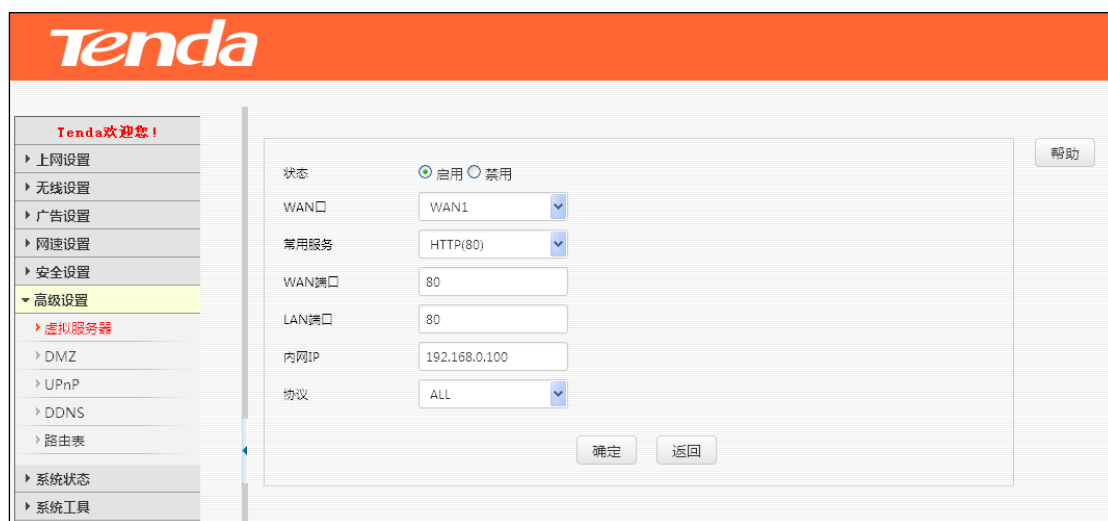 Tenda
Tenda欢迎您！
上网设置
无线设置
广告设置
网速设置
安全设置
高级设置
虚拟服务器
DMZ
UPnP
DDNS
路由表
系统状态
系统工具
状态 启用 禁用
WAN口 WAN1
常用服务 HTTP(80)
WAN端口 80
LAN端口 80
内网IP 192.168.0.100
协议 ALL
确定 返回
帮助